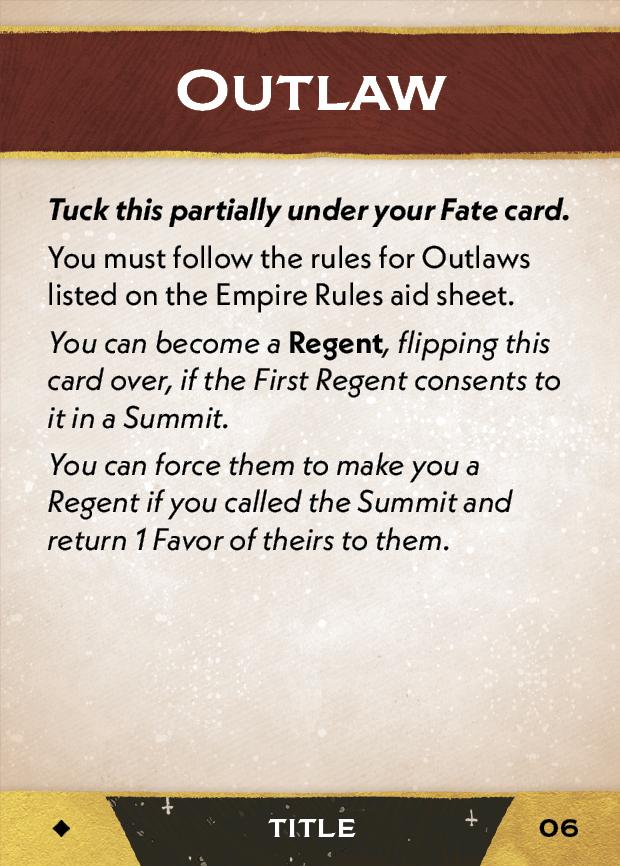 OUTLAW
Tuck this partially under your Fate card.
You must follow the rules for Outlaws
listed on the Empire Rules aid sheet.
You can become a Regent, flipping this
card over, if the First Regent consents to
it in a Summit.
You can force them to make you a
Regent if you called the Summit and
return 1 Favor of theirs to them.
TITLE
06